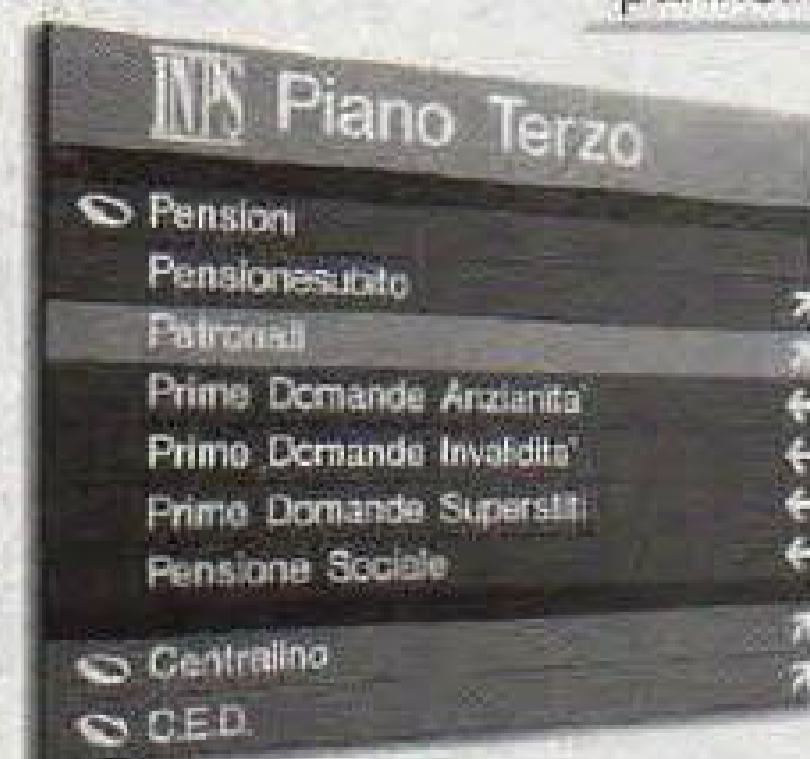 INPS Piano Terzo
Pensioni
Pensionesubito
Patronati
Prime Domande Anzianita'
Prime Domande Invalidita'
Prime Domande Superstiti
Pensione Sociale
Centralino
C.E.D.